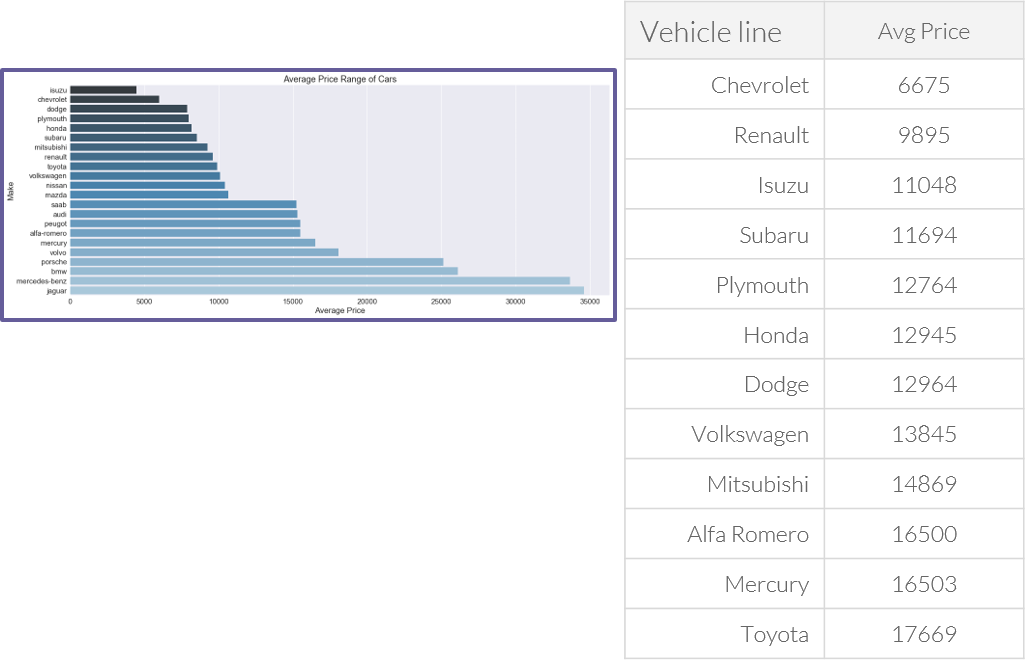 Average Price Range of Cars
Make
isuzu
chevrolet
dodge
plymouth
honda
subaru
mitsubishi
renault
toyota
volkswagen
nissan
mazda
saab
audi
peugot
alfa-romero
mercury
volvo
porsche
bmw
mercedes-benz
jaguar
0 5000 10000 15000 20000 25000 30000 35000
Average Price
Vehicle line Avg Price
Chevrolet 6675
Renault 9895
Isuzu 11048
Subaru 11694
Plymouth 12764
Honda 12945
Dodge 12964
Volkswagen 13845
Mitsubishi 14869
Alfa Romero 16500
Mercury 16503
Toyota 17669